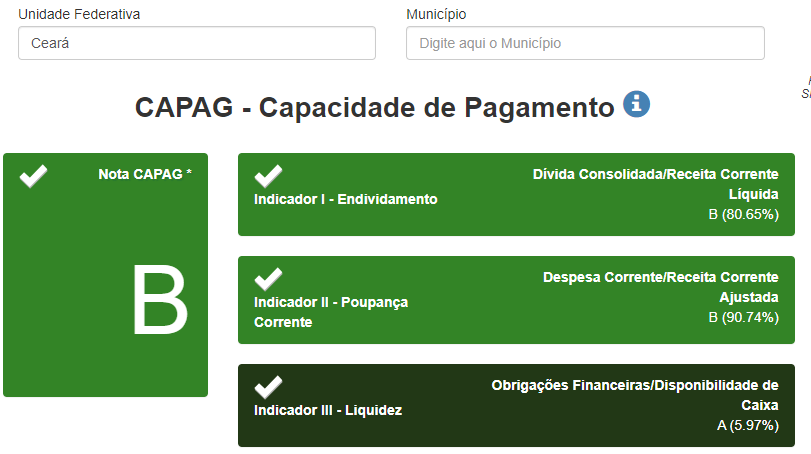 Unidade Federativa
Município
Ceará
Digite aqui o Município
CAPAG - Capacidade de Pagamento
Nota CAPAG *
B
Indicador I - Endividamento
Dívida Consolidada/Receita Corrente
Líquida
B (80.65%)
Indicador II - Poupança
Corrente
Despesa Corrente/Receita Corrente
Ajustada
B (90.74%)
Indicador III - Liquidez
Obrigações Financeiras/Disponibilidade de
Caixa
A (5.97%)